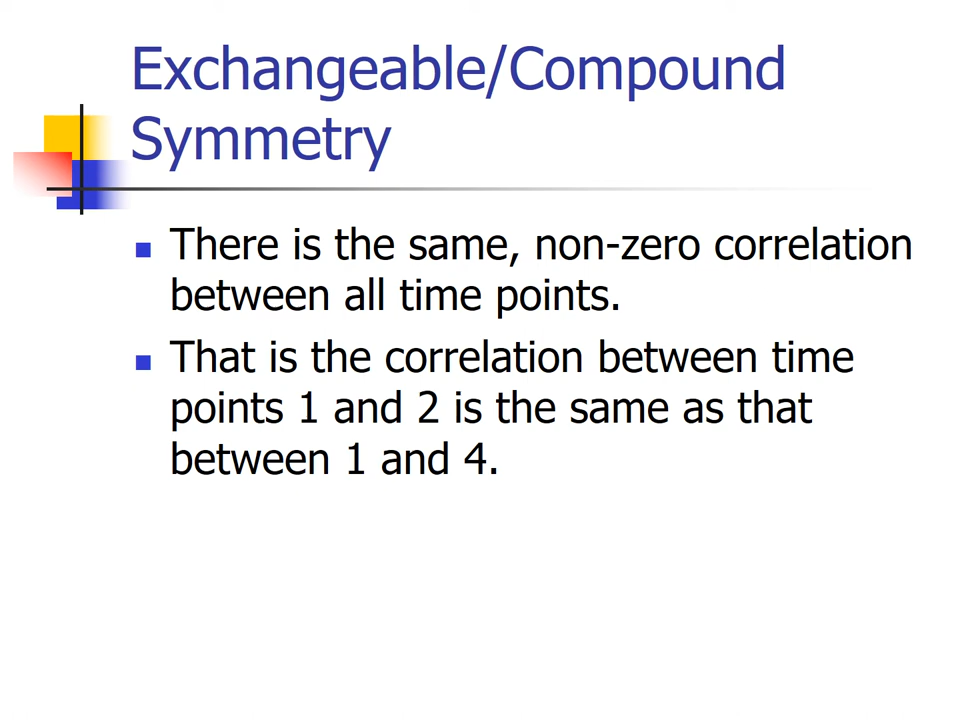 Exchangeable/Compound
Symmetry
There is the same, non-zero correlation
between all time points.
That is the correlation between time
points 1 and 2 is the same as that
between 1 and 4.